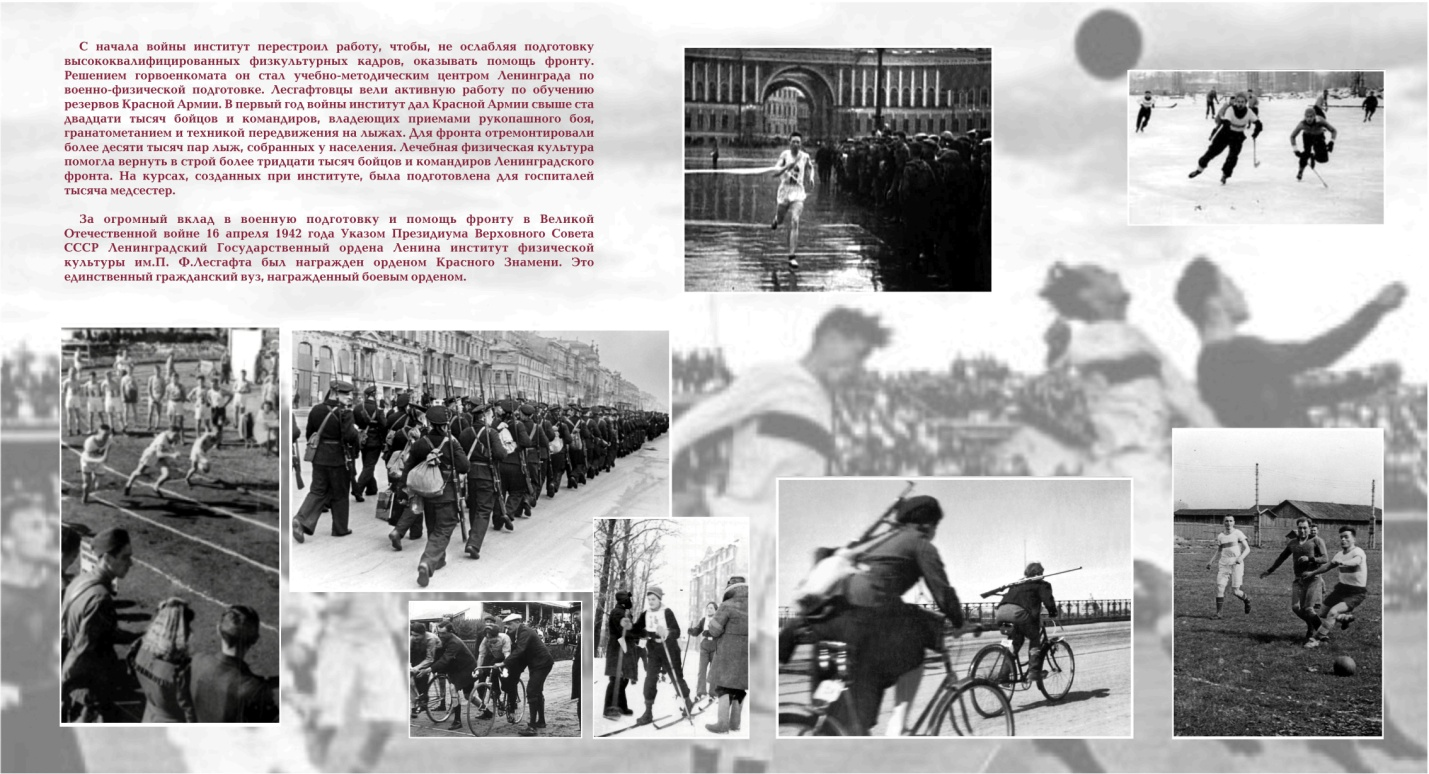 С начала войны институт перестроил работу, чтобы, не ослабляя подготовку
высококвалифицированных физкультурных кадров, оказывать помощь фронту.
Решением горвоенкомата он стал учебно-методическим центром Ленинграда по
военно-физической подготовке. Лесгафтовцы вели активную работу по обучению
резервов Красной Армии. В первый год войны институт дал Красной Армии свыше ста
двадцати тысяч бойцов и командиров, владеющих приемами рукопашного боя,
гранатометанием и техникой передвижения на лыжах. Для фронта отремонтировали
более десяти тысяч пар лыж, собранных у населения. Лечебная физическая культура
помогла вернуть в строй более тридцати тысяч бойцов и командиров Ленинградского
фронта. На курсах, созданных при институте, была подготовлена для госпиталей
тысяча медсестер.
За огромный вклад в военную подготовку и помощь фронту в Великой
Отечественной войне 16 апреля 1942 года Указом Президиума Верховного Совета
СССР Ленинградский Государственный ордена Ленина институт физической
культуры им.П. Ф.Лесгафта был награжден орденом Красного Знамени. Это
единственный гражданский вуз, награжденный боевым орденом.